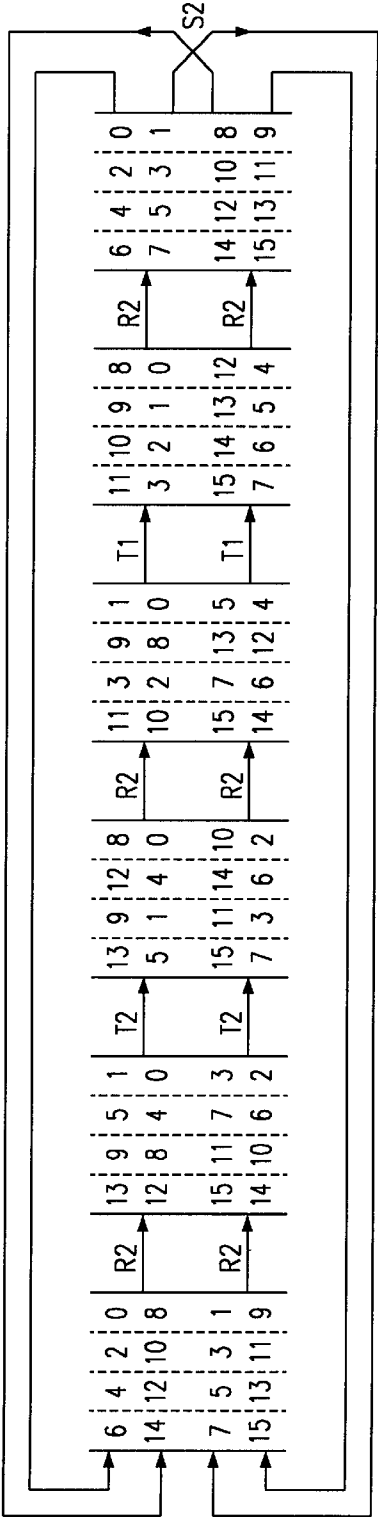 6 4 2 0
14 12 10 8
7 5 3 1
15 13 11 9
R2
R2
13 9 5 1
12 8 4 0
15 11 7 3
14 10 6 2
T2
T2
13 9 12 8
5 1 4 0
15 11 14 10
7 3 6 2
R2
R2
11 3 9 1
10 2 8 0
15 7 13 5
14 6 12 4
T1
T1
11 10 9 8
3 2 1 0
15 14 13 12
7 6 5 4
R2
R2
6 4 2 0
7 5 3 1
14 12 10 8
15 13 11 9
S2